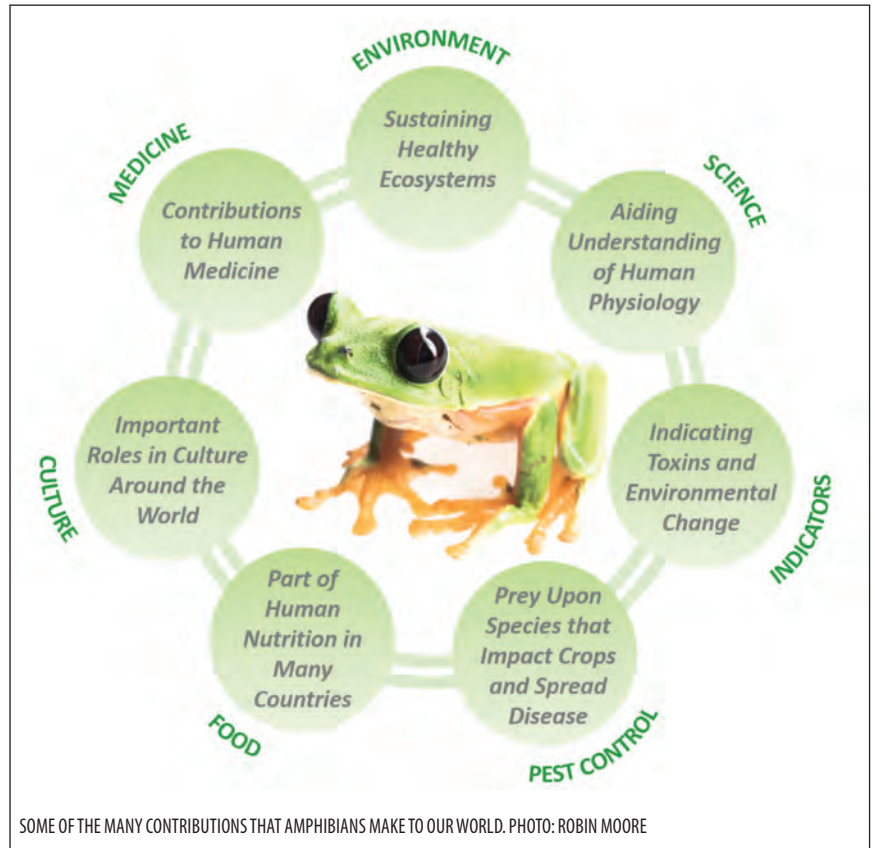 ENVIRONMENT
Sustaining
Healthy
Ecosystems
SCIENCE
Aiding
Understanding
of Human
Physiology
INDICATORS
Indicating
Toxins and
Environmental
Change
PEST CONTROL
Prey Upon
Species that
Impact Crops
and Spread
Disease
FOOD
Part of
Human
Nutrition in
Many
Countries
CULTURE
Important
Roles in Culture
Around the
World
MEDICINE
Contributions
to Human
Medicine
SOME OF THE MANY CONTRIBUTIONS THAT AMPHIBIANS MAKE TO OUR WORLD. PHOTO: ROBIN MOORE